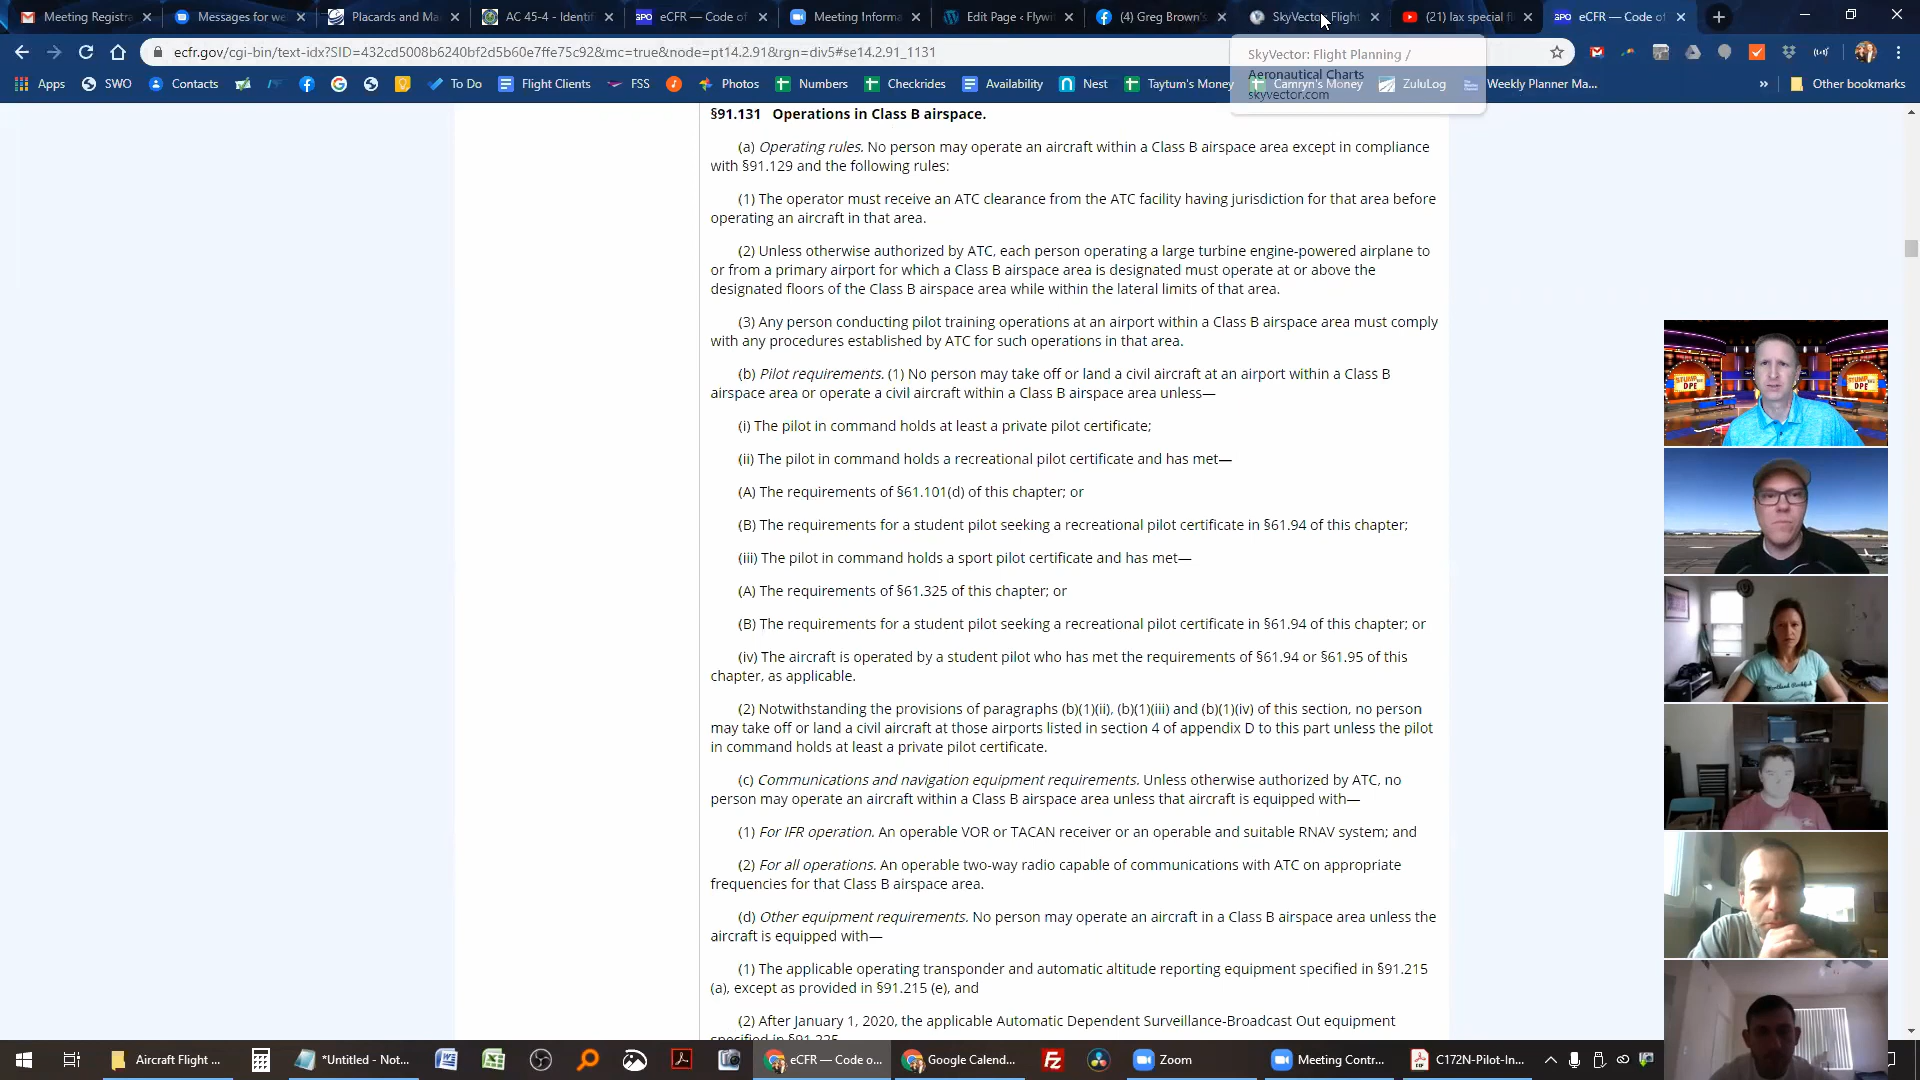 Meeting Registra
Messages for we
Placards and Ma
AC 45-4 - Identif
eCFR — Code of
Meeting Informa
Edit Page ‹ Flywi
(4) Greg Brown's
SkyVector: Flight
(21) lax special fl
eCFR — Code of
ecfr.gov/cgi-bin/text-idx?SID=432cd5008b6240bf2d5b60e7ffe75c92&mc=true&node=pt14.2.91&rgn=div5#se14.2.91_1131
SkyVector: Flight Planning /
Aeronautical Charts
skyvector.com
Apps
SWO
Contacts
To Do
Flight Clients
FSS
Photos
Numbers
Checkrides
Availability
Nest
Taytum's Money
Camryn's Money
ZuluLog
Weekly Planner Ma...
Other bookmarks
§91.131 Operations in Class B airspace.
(a) Operating rules. No person may operate an aircraft within a Class B airspace area except in compliance
with §91.129 and the following rules:
(1) The operator must receive an ATC clearance from the ATC facility having jurisdiction for that area before
operating an aircraft in that area.
(2) Unless otherwise authorized by ATC, each person operating a large turbine engine-powered airplane to
or from a primary airport for which a Class B airspace area is designated must operate at or above the
designated floors of the Class B airspace area while within the lateral limits of that area.
(3) Any person conducting pilot training operations at an airport within a Class B airspace area must comply
with any procedures established by ATC for such operations in that area.
(b) Pilot requirements. (1) No person may take off or land a civil aircraft at an airport within a Class B
airspace area or operate a civil aircraft within a Class B airspace area unless—
(i) The pilot in command holds at least a private pilot certificate;
(ii) The pilot in command holds a recreational pilot certificate and has met—
(A) The requirements of §61.101(d) of this chapter; or
(B) The requirements for a student pilot seeking a recreational pilot certificate in §61.94 of this chapter;
(iii) The pilot in command holds a sport pilot certificate and has met—
(A) The requirements of §61.325 of this chapter; or
(B) The requirements for a student pilot seeking a recreational pilot certificate in §61.94 of this chapter; or
(iv) The aircraft is operated by a student pilot who has met the requirements of §61.94 or §61.95 of this
chapter, as applicable.
(2) Notwithstanding the provisions of paragraphs (b)(1)(ii), (b)(1)(iii) and (b)(1)(iv) of this section, no person
may take off or land a civil aircraft at those airports listed in section 4 of appendix D to this part unless the pilot
in command holds at least a private pilot certificate.
(c) Communications and navigation equipment requirements. Unless otherwise authorized by ATC, no
person may operate an aircraft within a Class B airspace area unless that aircraft is equipped with—
(1) For IFR operation. An operable VOR or TACAN receiver or an operable and suitable RNAV system; and
(2) For all operations. An operable two-way radio capable of communications with ATC on appropriate
frequencies for that Class B airspace area.
(d) Other equipment requirements. No person may operate an aircraft in a Class B airspace area unless the
aircraft is equipped with—
(1) The applicable operating transponder and automatic altitude reporting equipment specified in §91.215
(a), except as provided in §91.215 (e), and
(2) After January 1, 2020, the applicable Automatic Dependent Surveillance-Broadcast Out equipment
specified in §91.225.
STUMP
DPE
STUMP
DPE
Aircraft Flight ...
*Untitled - Not...
eCFR — Code o...
Google Calend...
Zoom
Meeting Contr...
C172N-Pilot-In...